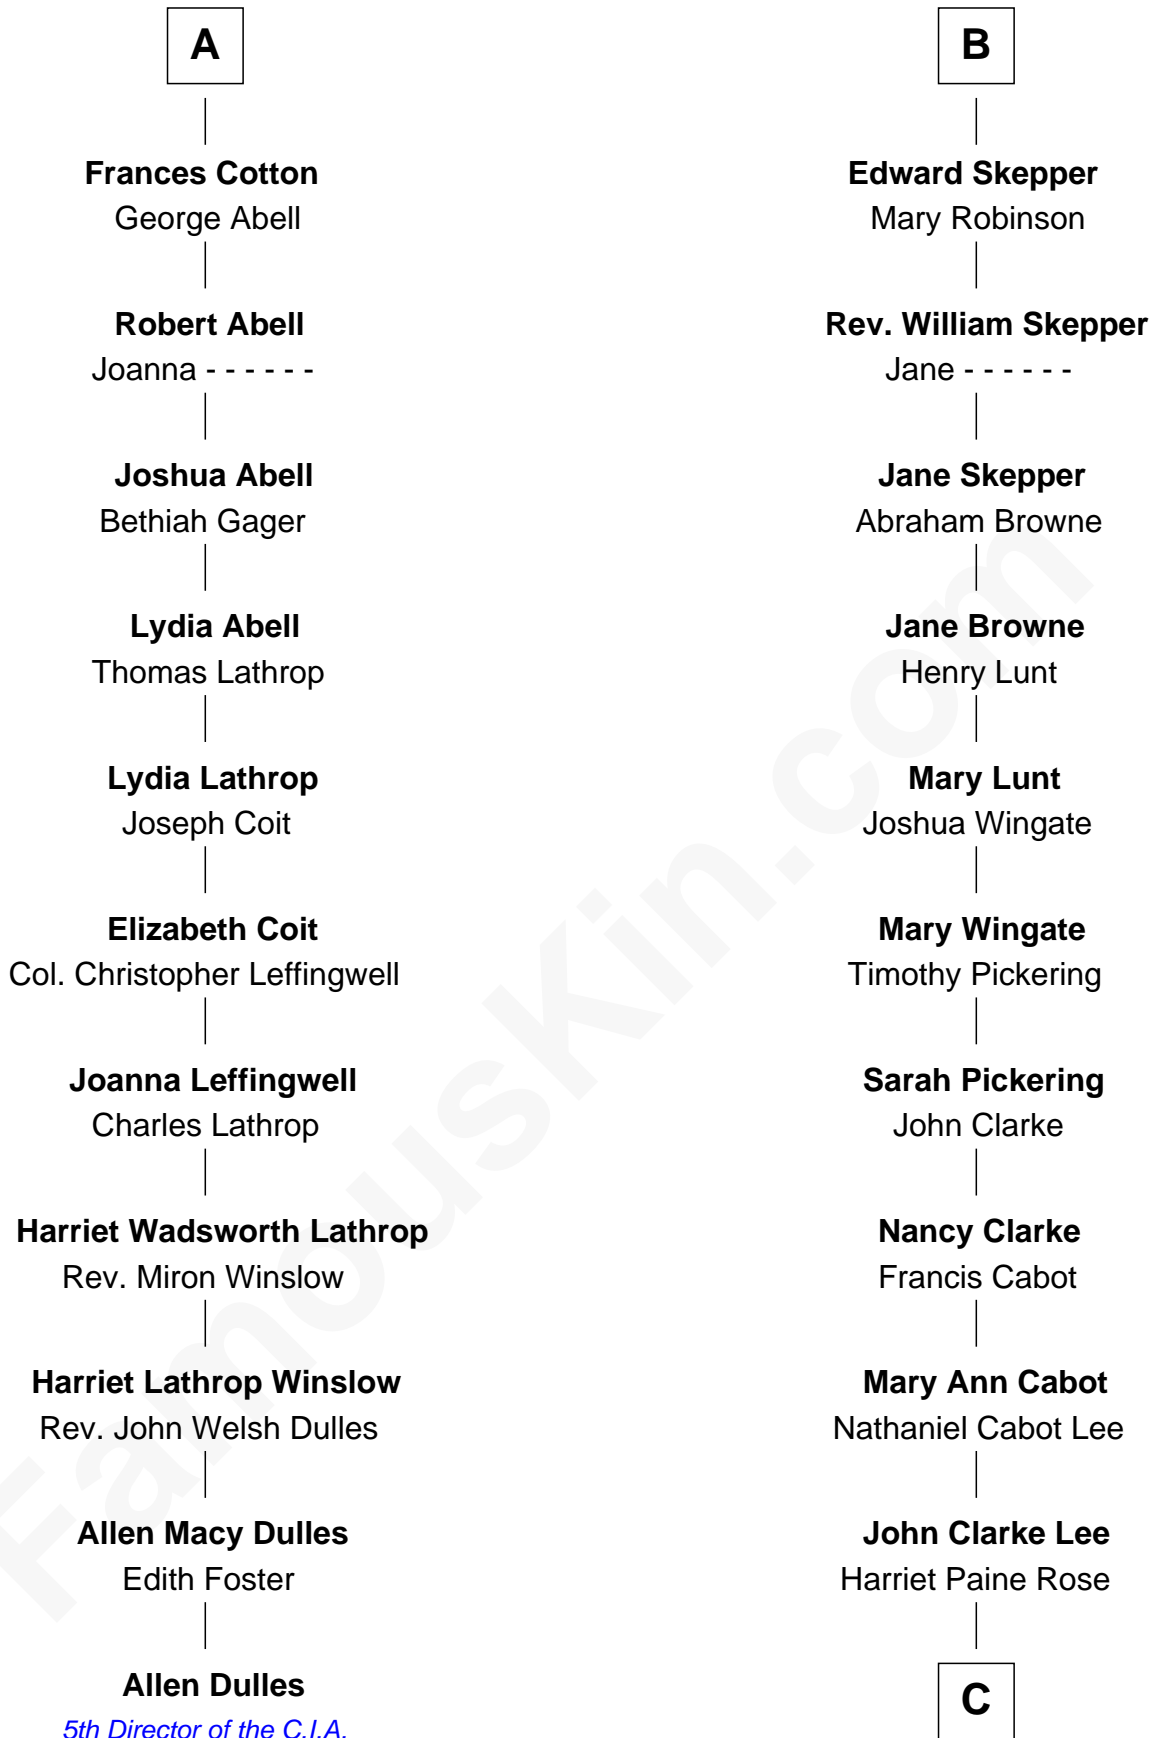 A
Frances Cotton
George Abell
Robert Abell
Joanna - - - - - -
Joshua Abell
Bethiah Gager
Lydia Abell
Thomas Lathrop
Lydia Lathrop
Joseph Coit
Elizabeth Coit
Col. Christopher Leffingwell
Joanna Leffingwell
Charles Lathrop
Harriet Wadsworth Lathrop
Rev. Miron Winslow
Harriet Lathrop Winslow
Rev. John Welsh Dulles
Allen Macy Dulles
Edith Foster
Allen Dulles
5th Director of the C.I.A.
B
Edward Skepper
Mary Robinson
Rev. William Skepper
Jane - - - - - -
Jane Skepper
Abraham Browne
Jane Browne
Henry Lunt
Mary Lunt
Joshua Wingate
Mary Wingate
Timothy Pickering
Sarah Pickering
John Clarke
Nancy Clarke
Francis Cabot
Mary Ann Cabot
Nathaniel Cabot Lee
John Clarke Lee
Harriet Paine Rose
C
FamousKin.com